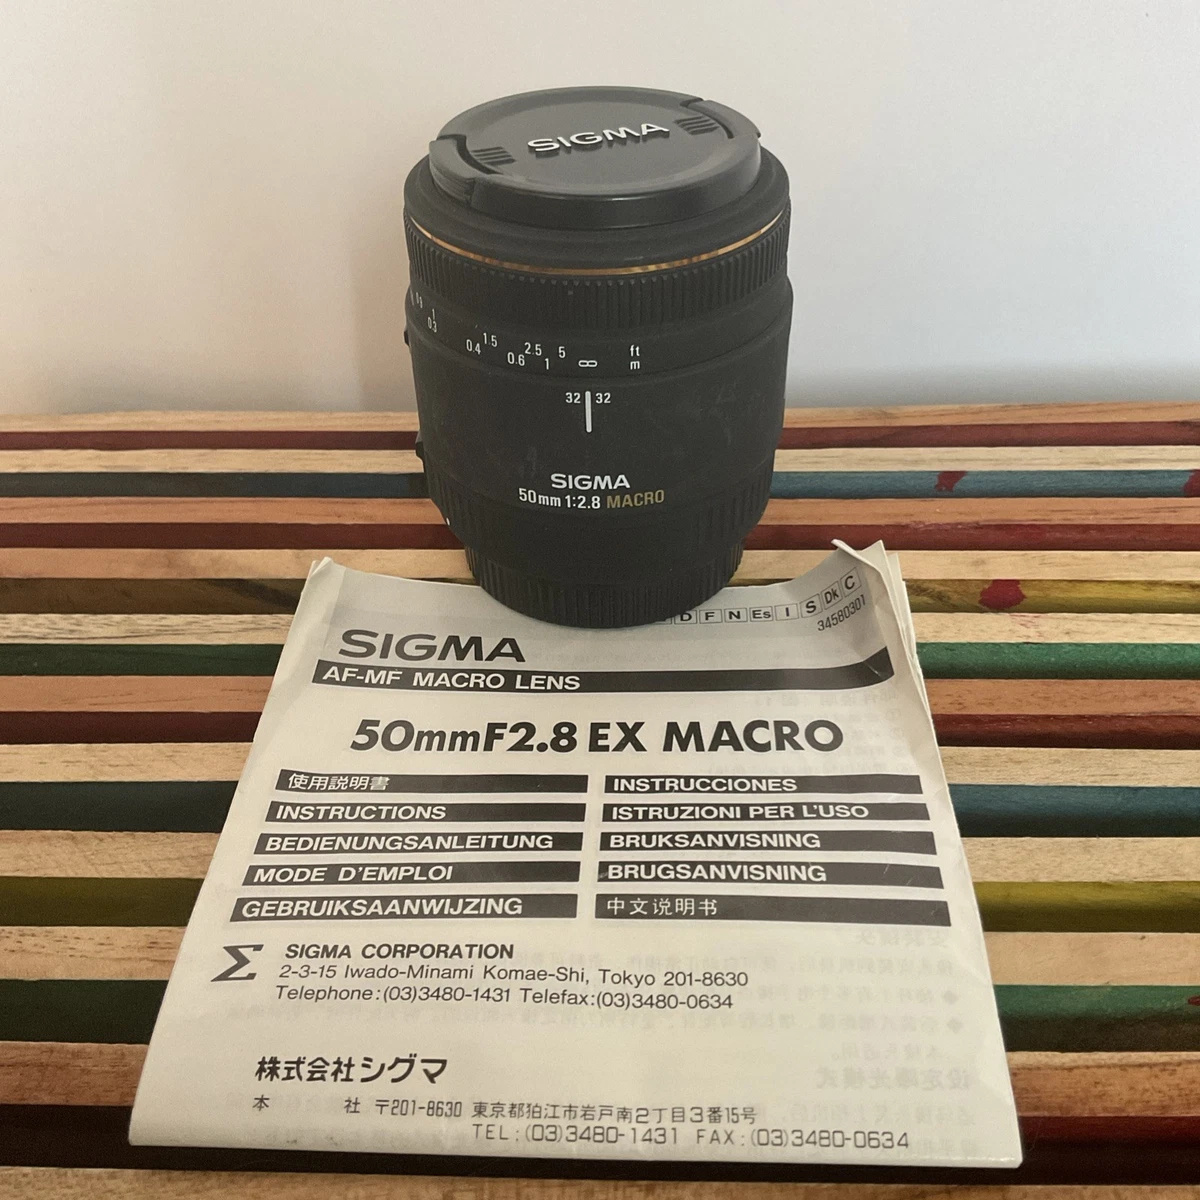 SIGMA
0.3
0.4 1.5 0.6 2.5 1 5 ∞ ft m
32 32
SIGMA
50mm 1:2.8 MACRO
D F N Es I S Dk C
34580301
SIGMA
AF-MF MACRO LENS
50mmF2.8 EX MACRO
使用説明書
INSTRUCTIONS
BEDIENUNGSANLEITUNG
MODE D'EMPLOI
GEBRUIKSAANWIJZING
INSTRUCCIONES
ISTRUZIONI PER L'USO
BRUKSANVISNING
BRUGSANVISNING
中文说明书
Σ SIGMA CORPORATION
2-3-15 Iwado-Minami Komae-Shi, Tokyo 201-8630
Telephone:(03)3480-1431 Telefax:(03)3480-0634
株式会社シグマ
本 社 〒201-8630 東京都狛江市岩戸南2丁目3番15号
TEL:(03)3480-1431 FAX:(03)3480-0634